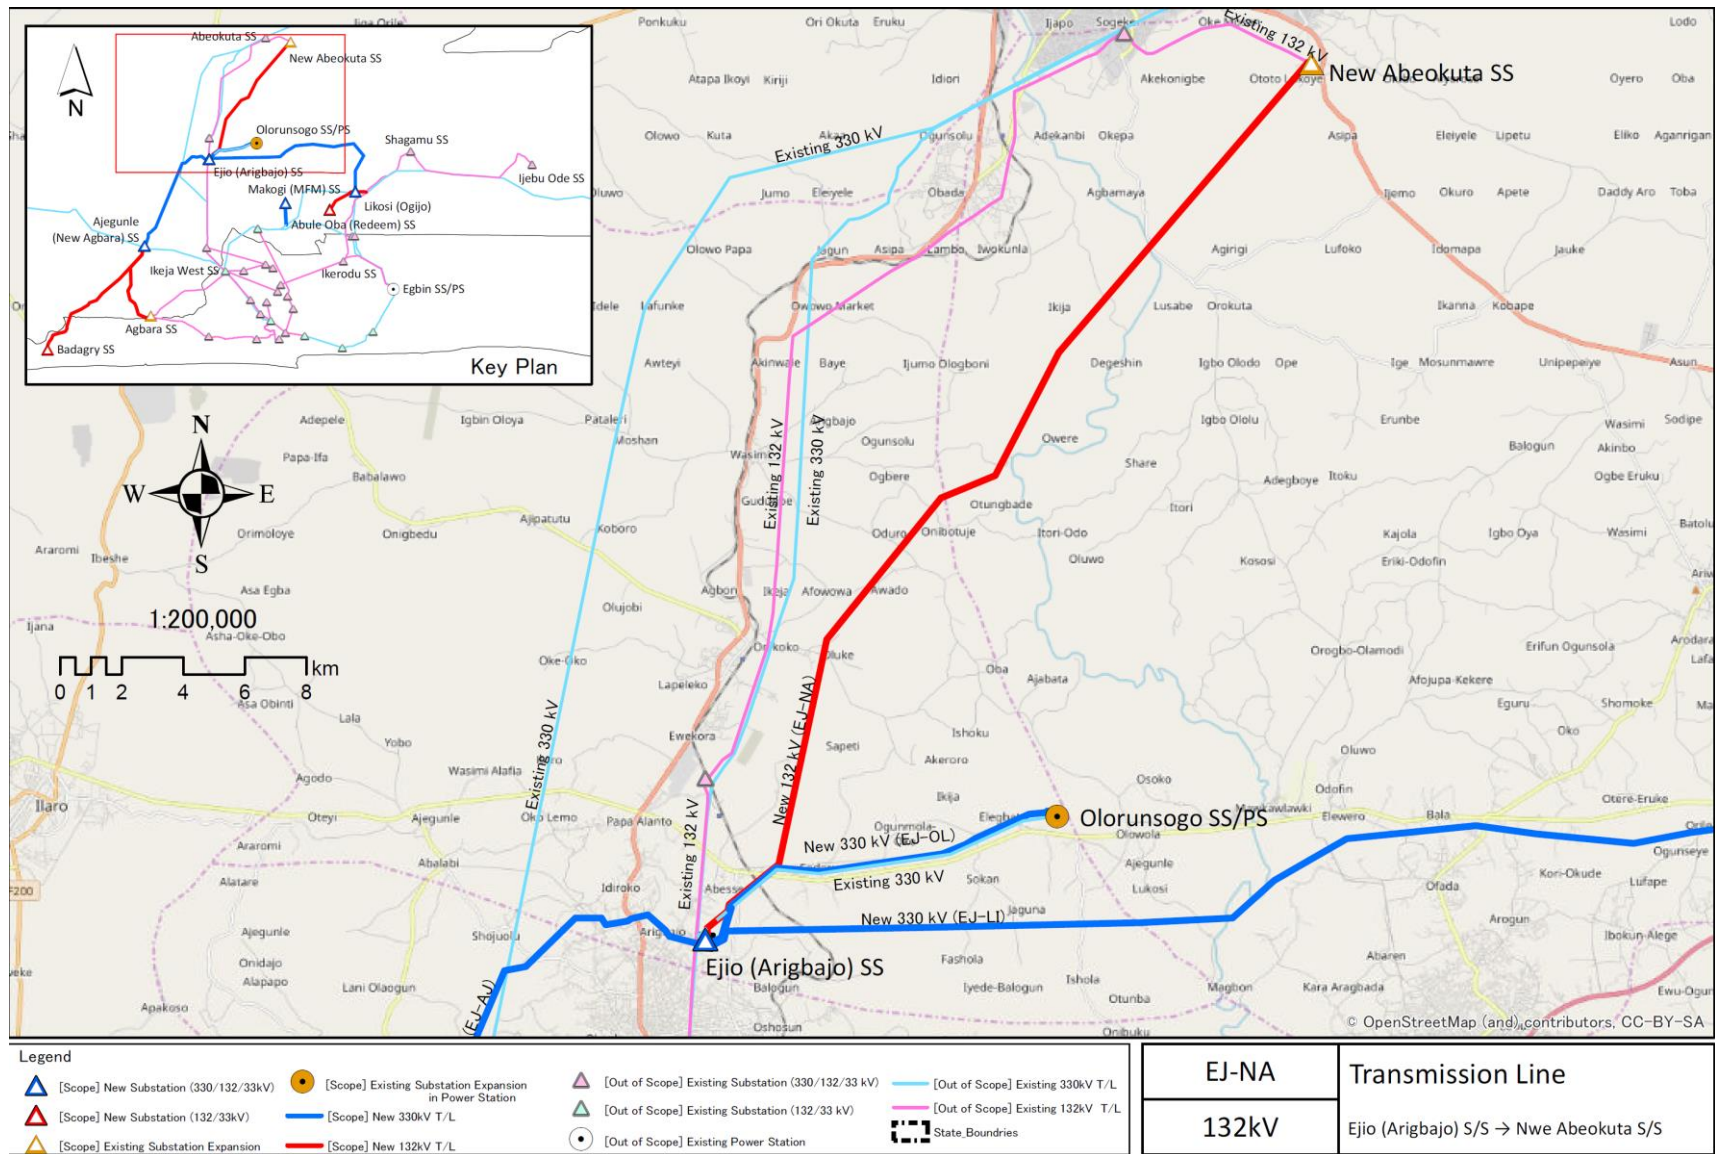 Abeokuta SS
New Abeokuta SS
N
Olorunsogo SS/PS
Shagamu SS
Ejio (Arigbajo) SS
Ijebu Ode SS
Makogi (MFM) SS
Likosi (Ogijo)
Ajegunle
(New Agbara) SS
Abule Oba (Redeem) SS
Ikeja West SS
Ikerodu SS
Egbin SS/PS
Agbara SS
Badagry SS
Key Plan
Ponkuku
Ori Okuta
Eruku
Ijapo
Lodo
Existing 132 kV
New Abeokuta SS
Atapa Ikoyi
Kiriji
Idiori
Akekonigbe
Oyero
Oba
Olowo
Kuta
Existing 330 kV
Ogunsolu
Adekanbi
Okepa
Asipa
Eleiyele
Lipetu
Eliko
Aganrigan
Oluwo
Jumo
Eleiyele
Obada
Agbamaya
Ijemo
Okuro
Apete
Daddy Aro
Toba
Olowo Papa
Jagun
Asipa
Lambo
Iwokunla
Agirigi
Lufoko
Idomapa
Jauke
Idele
Lafunke
Owowo Market
Ikija
Lusabe
Orokuta
Ikanna
Kobape
Awteyi
Akinwale
Baye
Ijumo Ologboni
Degeshin
Igbo Olodo
Ope
Ige
Mosunmawre
Unipepeiye
Asun
Adepele
Igbin Oloya
Pataleri
Arigbajo
Igbo Ololu
Erunbe
Wasimi
Sodipe
Moshan
Ogunsolu
Owere
Balogun
Akinbo
Papa-Ifa
Wasimi
Existing 132 kV
Existing 330 kV
Share
Babalawo
Ogbere
Adegboye
Itoku
Ogbe Eruku
N
W
E
S
Gudugbe
Otungbade
Itori
Ajipatutu
Koboro
Orimoloye
Onigbedu
Oduro
Onibotuje
Itori-Odo
Kajola
Igbo Oya
Wasimi
Araromi
Ibeshe
Oluwo
Kososi
Eriki-Odofin
Asa Egba
Agbon
Ikeja
Afowowa
Awado
Olujobi
1:200,000
Ijana
Asha-Oke-Obo
Oluke
Orogbo-Olamodi
Erifun Ogunsola
Oke-Oko
km
0 1 2 4 6 8
Lapeleko
Oba
Ajabata
Afojupa-Kekere
Asa Obinti
Lala
Eguru
Shomoke
Existing 330 kV
New 132 kV (EJ-NA)
Yobo
Ewekora
Sapeti
Ishoku
Oko
Wasimi Alafia
Akeroro
Oluwo
Agodo
Osoko
Ilaro
Ikija
Odofin
Otere-Eruke
Oteyi
Ajegunle
Oko Lemo
Papa Alanto
Olorunsogo SS/PS
Mawkawlawki
Elewero
Bala
Existing 132 kV
Ogunmola
New 330 kV (EJ-OL)
Olowola
Araromi
Abalabi
Ajegunle
Ogunseye
Alatare
Idiroko
Abesse
Existing 330 kV
Sokan
Lukosi
Ofada
Kori-Okude
Lufape
F200
New 330 kV (EJ-LI)
Jaguna
Arogun
Ajegunle
Shojuolu
Ibokun-Alege
Onidajo
Ejio (Arigbajo) SS
Fashola
Abaren
Alapapo
Lani Olaogun
Balogun
Iyede-Balogun
Ishola
Magbon
Kara Aragbada
Apakoso
(EJ-AJ)
Otunba
Oshosun
Onibuku
© OpenStreetMap (and) contributors, CC-BY-SA
Legend
[Scope] New Substation (330/132/33kV)
[Scope] New Substation (132/33kV)
[Scope] Existing Substation Expansion
[Scope] Existing Substation Expansion
in Power Station
[Scope] New 330kV T/L
[Scope] New 132kV T/L
[Out of Scope] Existing Substation (330/132/33 kV)
[Out of Scope] Existing Substation (132/33 kV)
[Out of Scope] Existing Power Station
[Out of Scope] Existing 330kV T/L
[Out of Scope] Existing 132kV T/L
State_Boundries
EJ-NA
132kV
Transmission Line
Ejio (Arigbajo) S/S → Nwe Abeokuta S/S